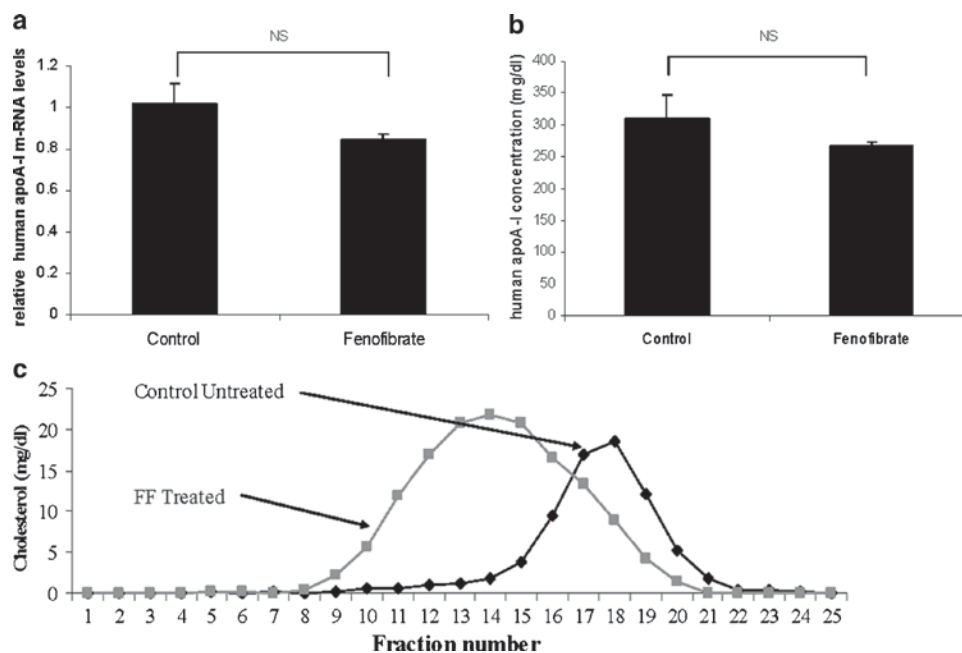 a
NS
relative human apoA-I m-RNA levels
1.2
1
0.8
0.6
0.4
0.2
0
Control
Fenofibrate
b
NS
human apoA-I concentration (mg/dl)
400
350
300
250
200
150
100
50
0
Control
Fenofibrate
c
Control Untreated
FF Treated
Cholesterol (mg/dl)
25
20
15
10
5
0
1 2 3 4 5 6 7 8 9 10 11 12 13 14 15 16 17 18 19 20 21 22 23 24 25
Fraction number